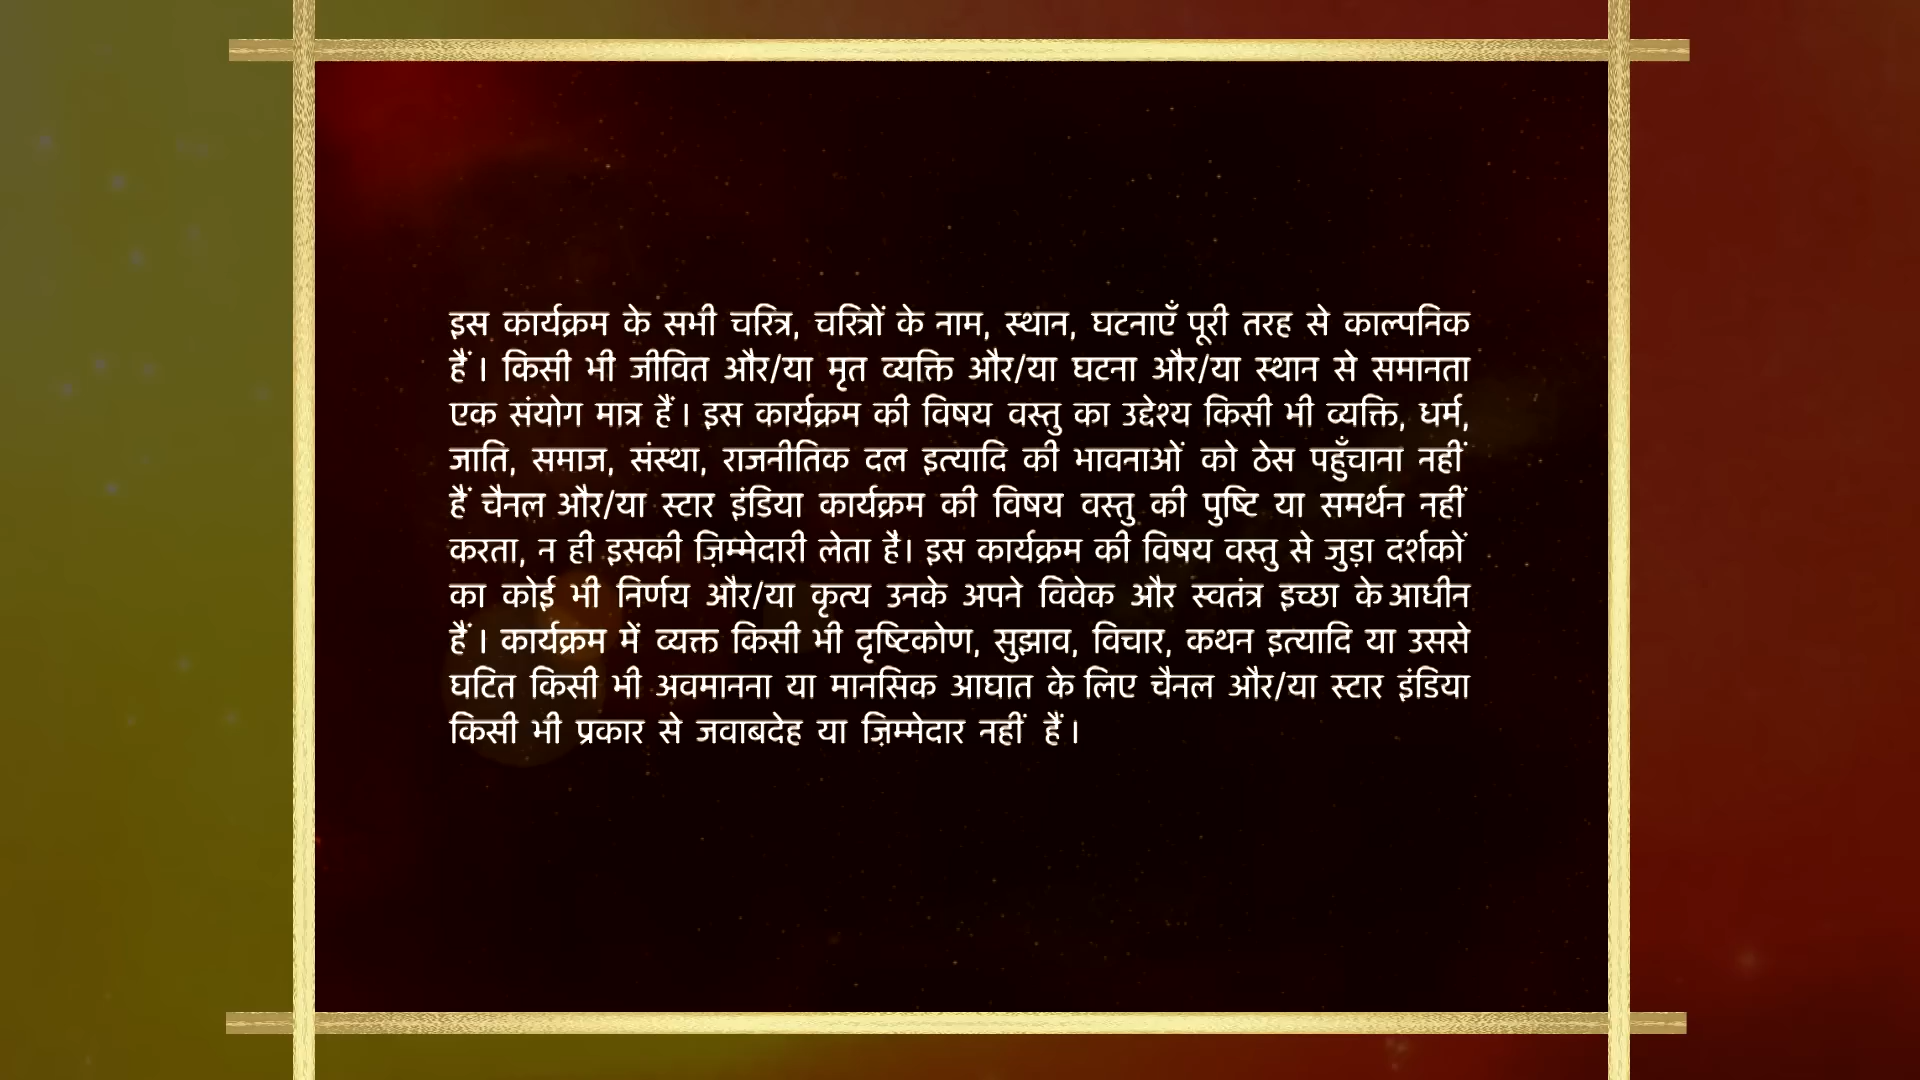 इस कार्यक्रम के सभी चरित्र, चरित्रों के नाम, स्थान, घटनाएँ पूरी तरह से काल्पनिक
हैं। किसी भी जीवित और/या मृत व्यक्ति और/या घटना और/या स्थान से समानता
एक संयोग मात्र हैं। इस कार्यक्रम की विषय वस्तु का उद्देश्य किसी भी व्यक्ति, धर्म,
जाति, समाज, संस्था, राजनीतिक दल इत्यादि की भावनाओं को ठेस पहुँचाना नहीं
हैं चैनल और/या स्टार इंडिया कार्यक्रम की विषय वस्तु की पुष्टि या समर्थन नहीं
करता, न ही इसकी ज़िम्मेदारी लेता है। इस कार्यक्रम की विषय वस्तु से जुड़ा दर्शकों
का कोई भी निर्णय और/या कृत्य उनके अपने विवेक और स्वतंत्र इच्छा के आधीन
हैं। कार्यक्रम में व्यक्त किसी भी दृष्टिकोण, सुझाव, विचार, कथन इत्यादि या उससे
घटित किसी भी अवमानना या मानसिक आघात के लिए चैनल और/या स्टार इंडिया
किसी भी प्रकार से जवाबदेह या ज़िम्मेदार नहीं हैं।